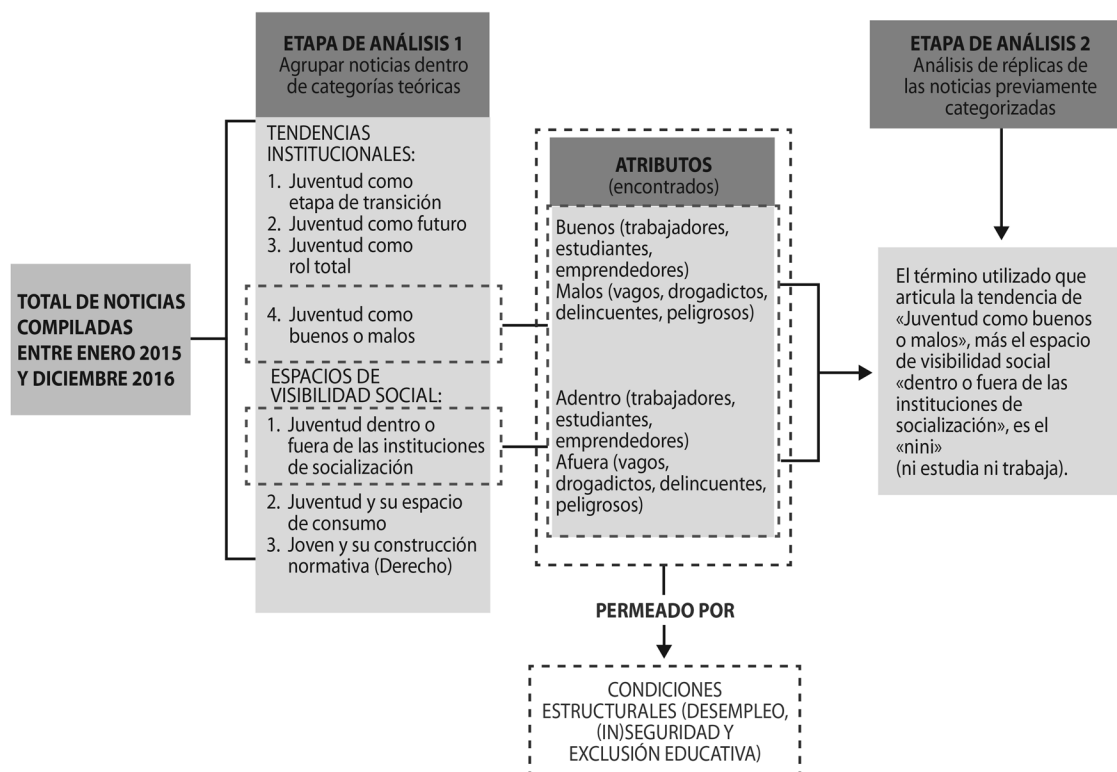 TOTAL DE NOTICIAS
COMPILADAS
ENTRE ENERO 2015
Y DICIEMBRE 2016
ETAPA DE ANÁLISIS 1
Agrupar noticias dentro
de categorías teóricas
TENDENCIAS
INSTITUCIONALES:
1. Juventud como
etapa de transición
2. Juventud como futuro
3. Juventud como
rol total
4. Juventud como
buenos o malos
ESPACIOS DE
VISIBILIDAD SOCIAL:
1. Juventud dentro o
fuera de las instituciones
de socialización
2. Juventud y su espacio
de consumo
3. Joven y su construcción
normativa (Derecho)
ATRIBUTOS
(encontrados)
Buenos (trabajadores,
estudiantes,
emprendedores)
Malos (vagos, drogadictos,
delincuentes, peligrosos)
Adentro (trabajadores,
estudiantes,
emprendedores)
Afuera (vagos,
drogadictos, delincuentes,
peligrosos)
PERMEADO POR
CONDICIONES
ESTRUCTURALES (DESEMPLEO,
(IN)SEGURIDAD Y
EXCLUSIÓN EDUCATIVA)
ETAPA DE ANÁLISIS 2
Análisis de réplicas de
las noticias previamente
categorizadas
El término utilizado que
articula la tendencia de
«Juventud como buenos
o malos», más el espacio
de visibilidad social
«dentro o fuera de las
instituciones de
socialización», es el
«nini»
(ni estudia ni trabaja).